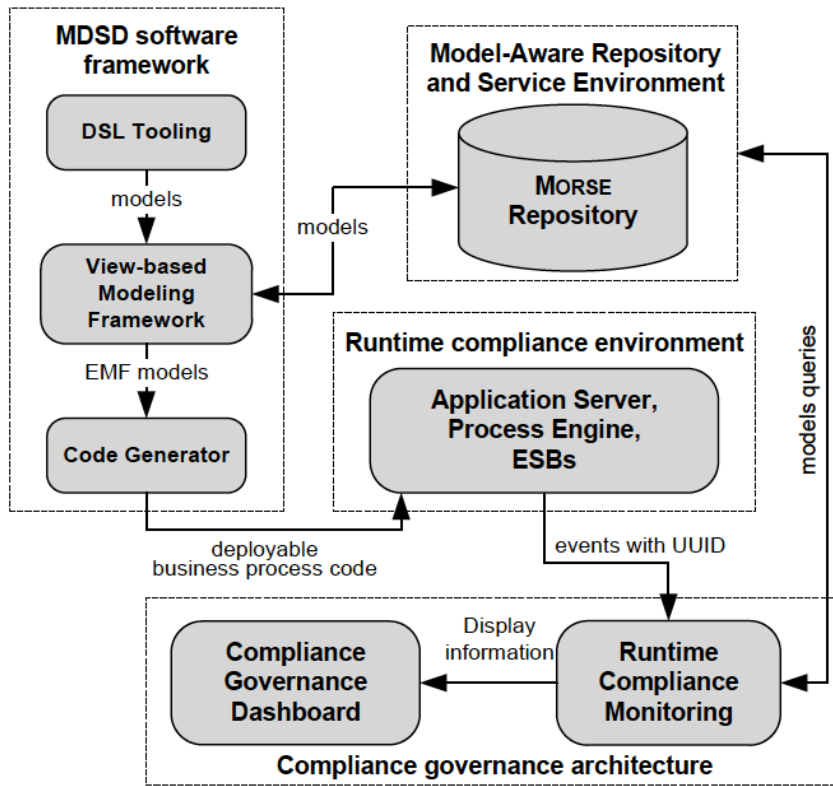 MDSD software
framework
DSL Tooling
models
View-based
Modeling
Framework
EMF models
Code Generator
Model-Aware Repository
and Service Environment
MORSE
Repository
models
Runtime compliance environment
Application Server,
Process Engine,
ESBs
models queries
deployable
business process code
events with UUID
Display
information
Compliance
Governance
Dashboard
Runtime
Compliance
Monitoring
Compliance governance architecture